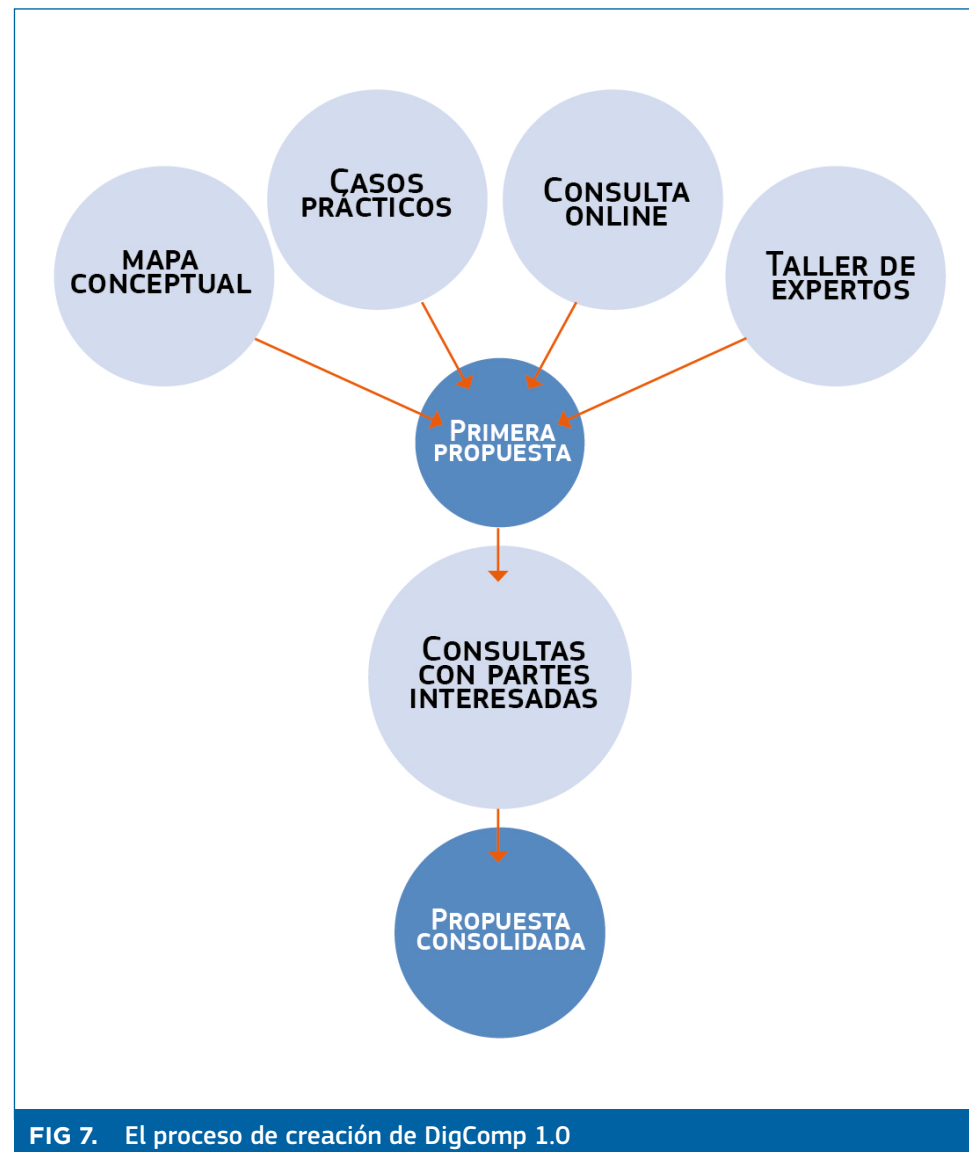 CASOS
PRÁCTICOS
CONSULTA
ONLINE
MAPA
CONCEPTUAL
TALLER DE
EXPERTOS
PRIMERA
PROPUESTA
CONSULTAS
CON PARTES
INTERESADAS
PROPUESTA
CONSOLIDADA
FIG 7. El proceso de creación de DigComp 1.0